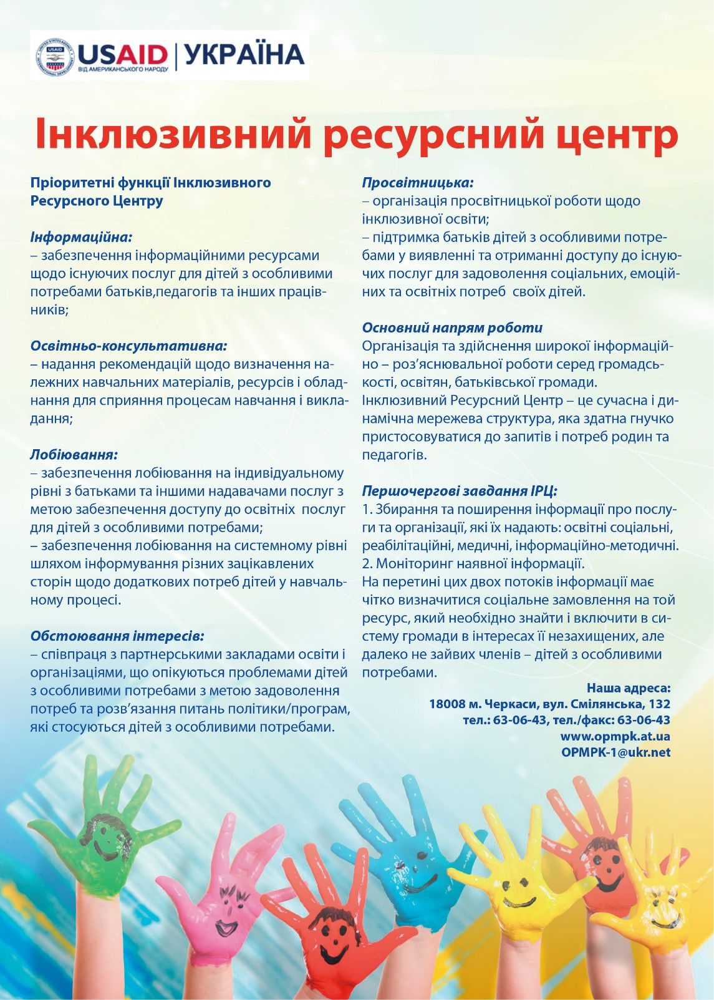 USAID | УКРАЇНА
ВІД АМЕРИКАНСЬКОГО НАРОДУ
Інклюзивний ресурсний центр
Пріоритетні функції Інклюзивного
Ресурсного Центру
Інформаційна:
– забезпечення інформаційними ресурсами
щодо існуючих послуг для дітей з особливими
потребами батьків,педагогів та інших праців-
ників;
Освітньо-консультативна:
– надання рекомендацій щодо визначення на-
лежних навчальних матеріалів, ресурсів і облад-
нання для сприяння процесам навчання і викла-
дання;
Лобіювання:
– забезпечення лобіювання на індивідуальному
рівні з батьками та іншими надавачами послуг з
метою забезпечення доступу до освітніх  послуг
для дітей з особливими потребами;
– забезпечення лобіювання на системному рівні
шляхом інформування різних зацікавлених
сторін щодо додаткових потреб дітей у навчаль-
ному процесі.
Обстоювання інтересів:
– співпраця з партнерськими закладами освіти і
організаціями, що опікуються проблемами дітей
з особливими потребами з метою задоволення
потреб та розв’язання питань політики/програм,
які стосуються дітей з особливими потребами.
Просвітницька:
– організація просвітницької роботи щодо
інклюзивної освіти;
– підтримка батьків дітей з особливими потре-
бами у виявленні та отриманні доступу до існую-
чих послуг для задоволення соціальних, емоцій-
них та освітніх потреб  своїх дітей.
Основний напрям роботи
Організація та здійснення широкої інформацій-
но – роз’яснювальної роботи серед громадсь-
кості, освітян, батьківської громади.
Інклюзивний Ресурсний Центр – це сучасна і ди-
намічна мережева структура, яка здатна гнучко
пристосовуватися до запитів і потреб родин та
педагогів.
Першочергові завдання ІРЦ:
1. Збирання та поширення інформації про послу-
ги та організації, які їх надають: освітні соціальні,
реабілітаційні, медичні, інформаційно-методичні.
2. Моніторинг наявної інформації.
На перетині цих двох потоків інформації має
чітко визначитися соціальне замовлення на той
ресурс, який необхідно знайти і включити в си-
стему громади в інтересах її незахищених, але
далеко не зайвих членів – дітей з особливими
потребами.
Наша адреса:
18008 м. Черкаси, вул. Смілянська, 132
тел.: 63-06-43, тел./факс: 63-06-43
www.opmpk.at.ua
OPMPK-1@ukr.net